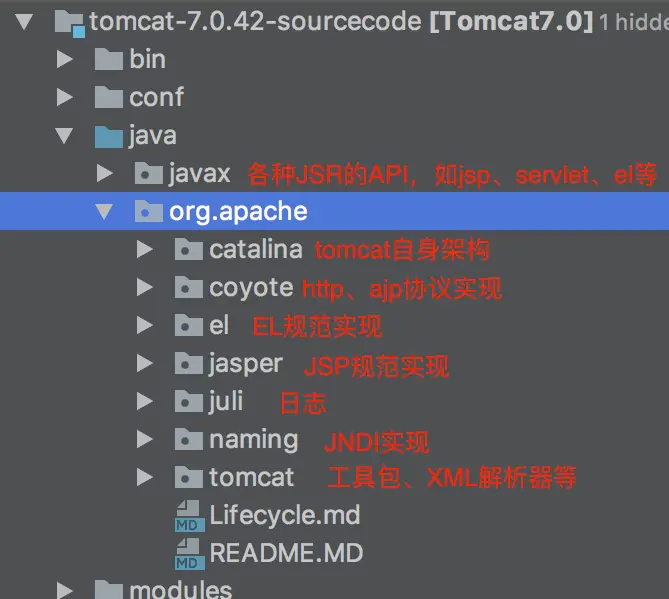 tomcat-7.0.42-sourcecode [Tomcat7.0] 1 hidde
bin
conf
java
javax 各种JSR的API，如jsp、servlet、el等
org.apache
catalina tomcat自身架构
coyote http、ajp协议实现
el EL规范实现
jasper JSP规范实现
juli 日志
naming JNDI实现
tomcat 工具包、XML解析器等
MD Lifecycle.md
MD README.MD
modules